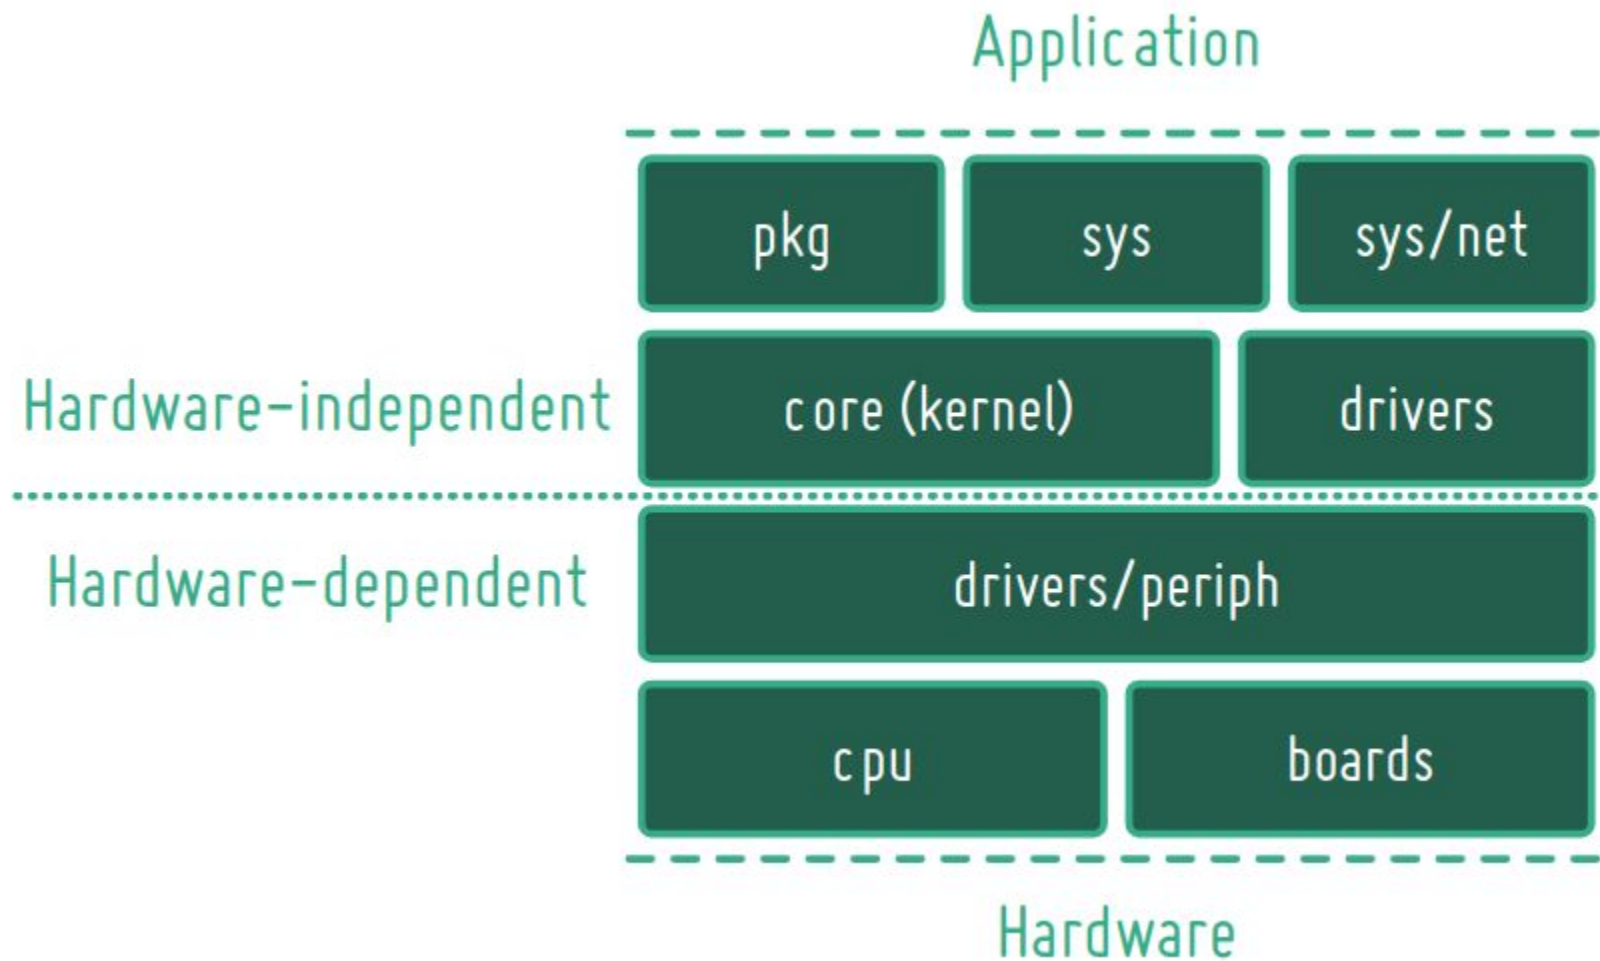 Application
pkg
sys
sys/net
Hardware-independent
core (kernel)
drivers
Hardware-dependent
drivers/periph
cpu
boards
Hardware